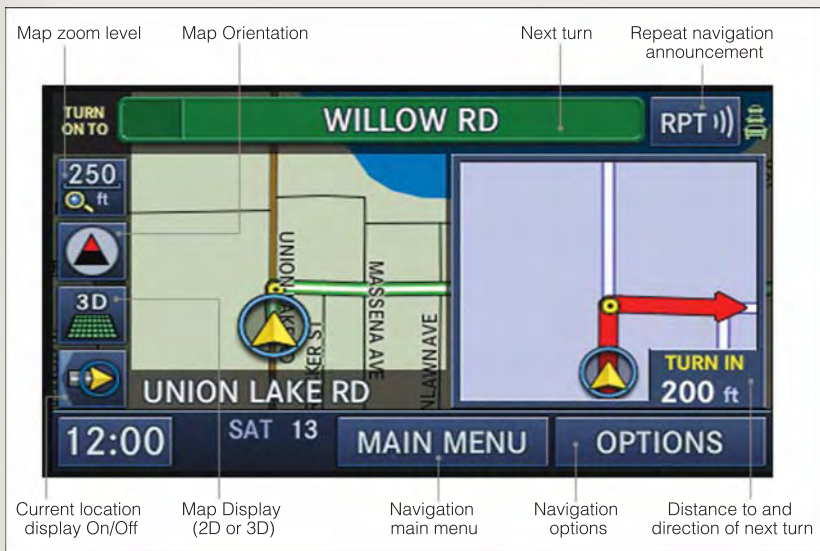 Map zoom level
Map Orientation
Next turn
Repeat navigation
announcement
TURN
ON TO
WILLOW RD
RPT
250
ft
3D
MASSENA AVE
UNION LAKE RD
TURN IN
200 ft
12:00
SAT 13
MAIN MENU
OPTIONS
Current location
display On/Off
Map Display
(2D or 3D)
Navigation
main menu
Navigation
options
Distance to and
direction of next turn